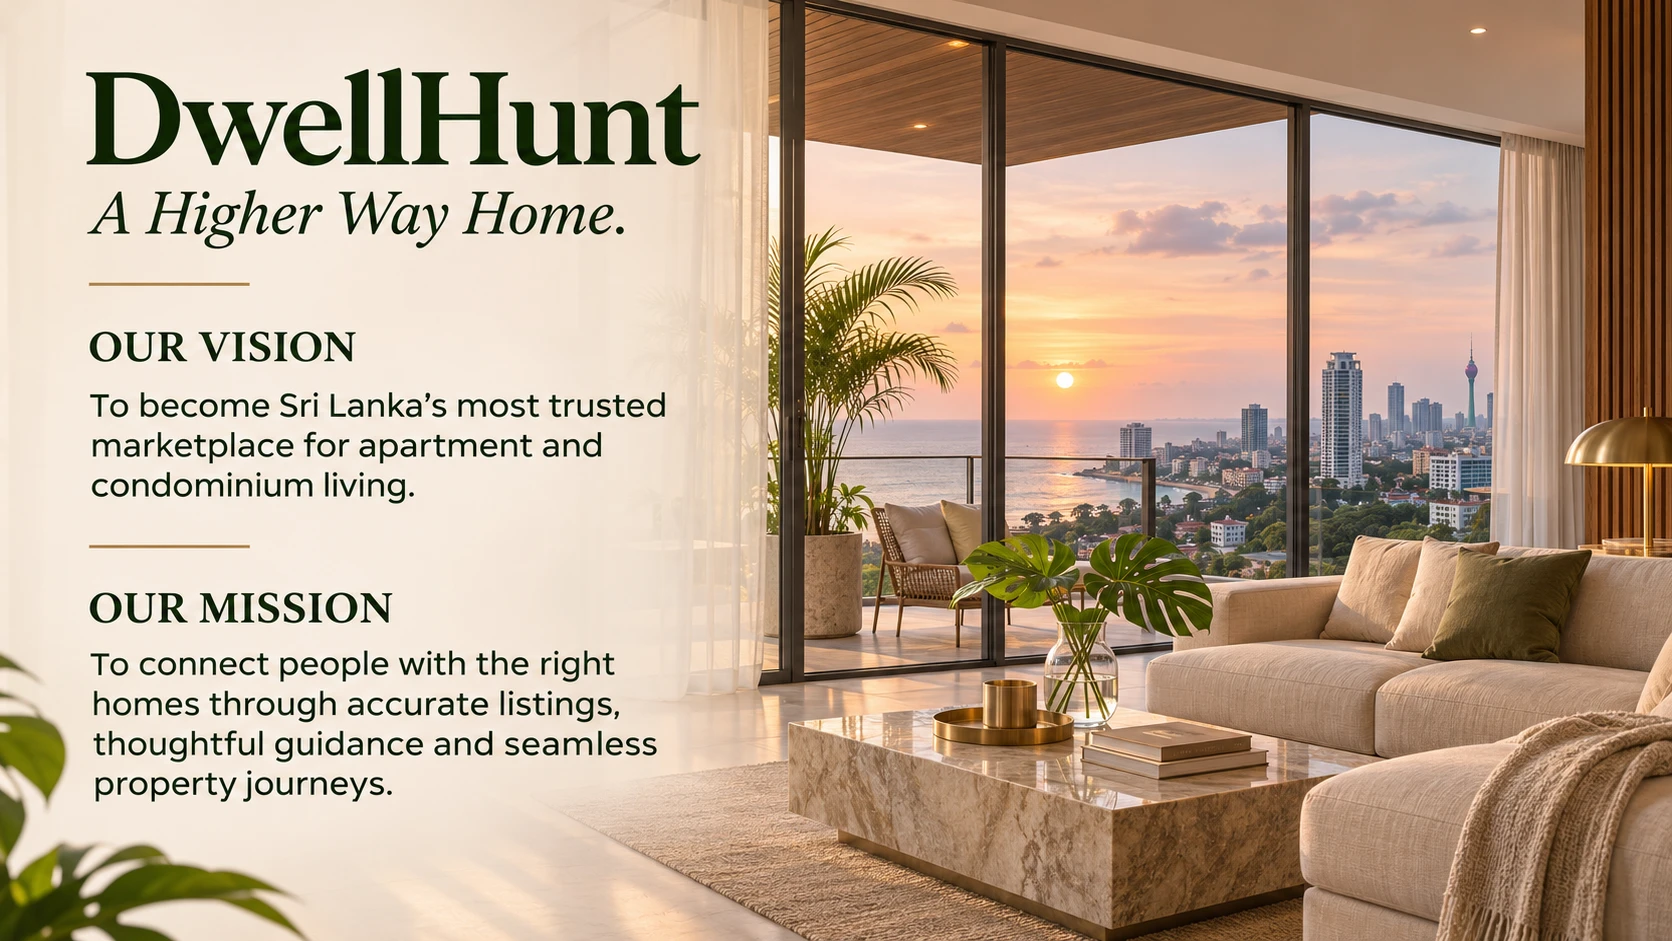 DwellHunt
A Higher Way Home.
OUR VISION
To become Sri Lanka’s most trusted
marketplace for apartment and
condominium living.
OUR MISSION
To connect people with the right
homes through accurate listings,
thoughtful guidance and seamless
property journeys.